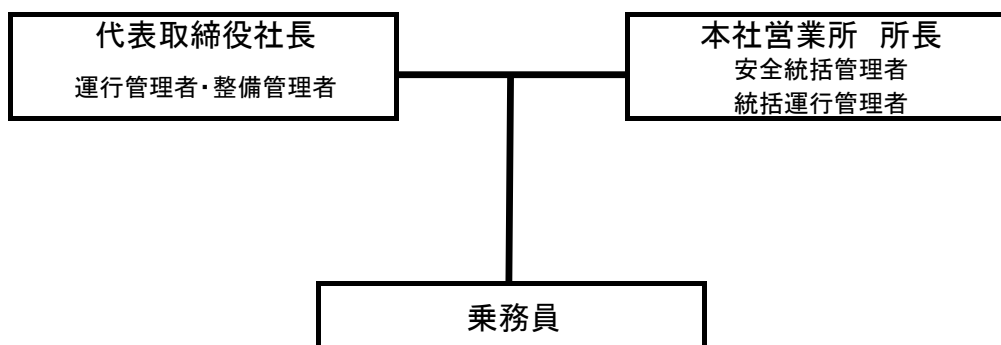 代表取締役社長
運行管理者・整備管理者
本社営業所　所長
安全統括管理者
統括運行管理者
乗務員